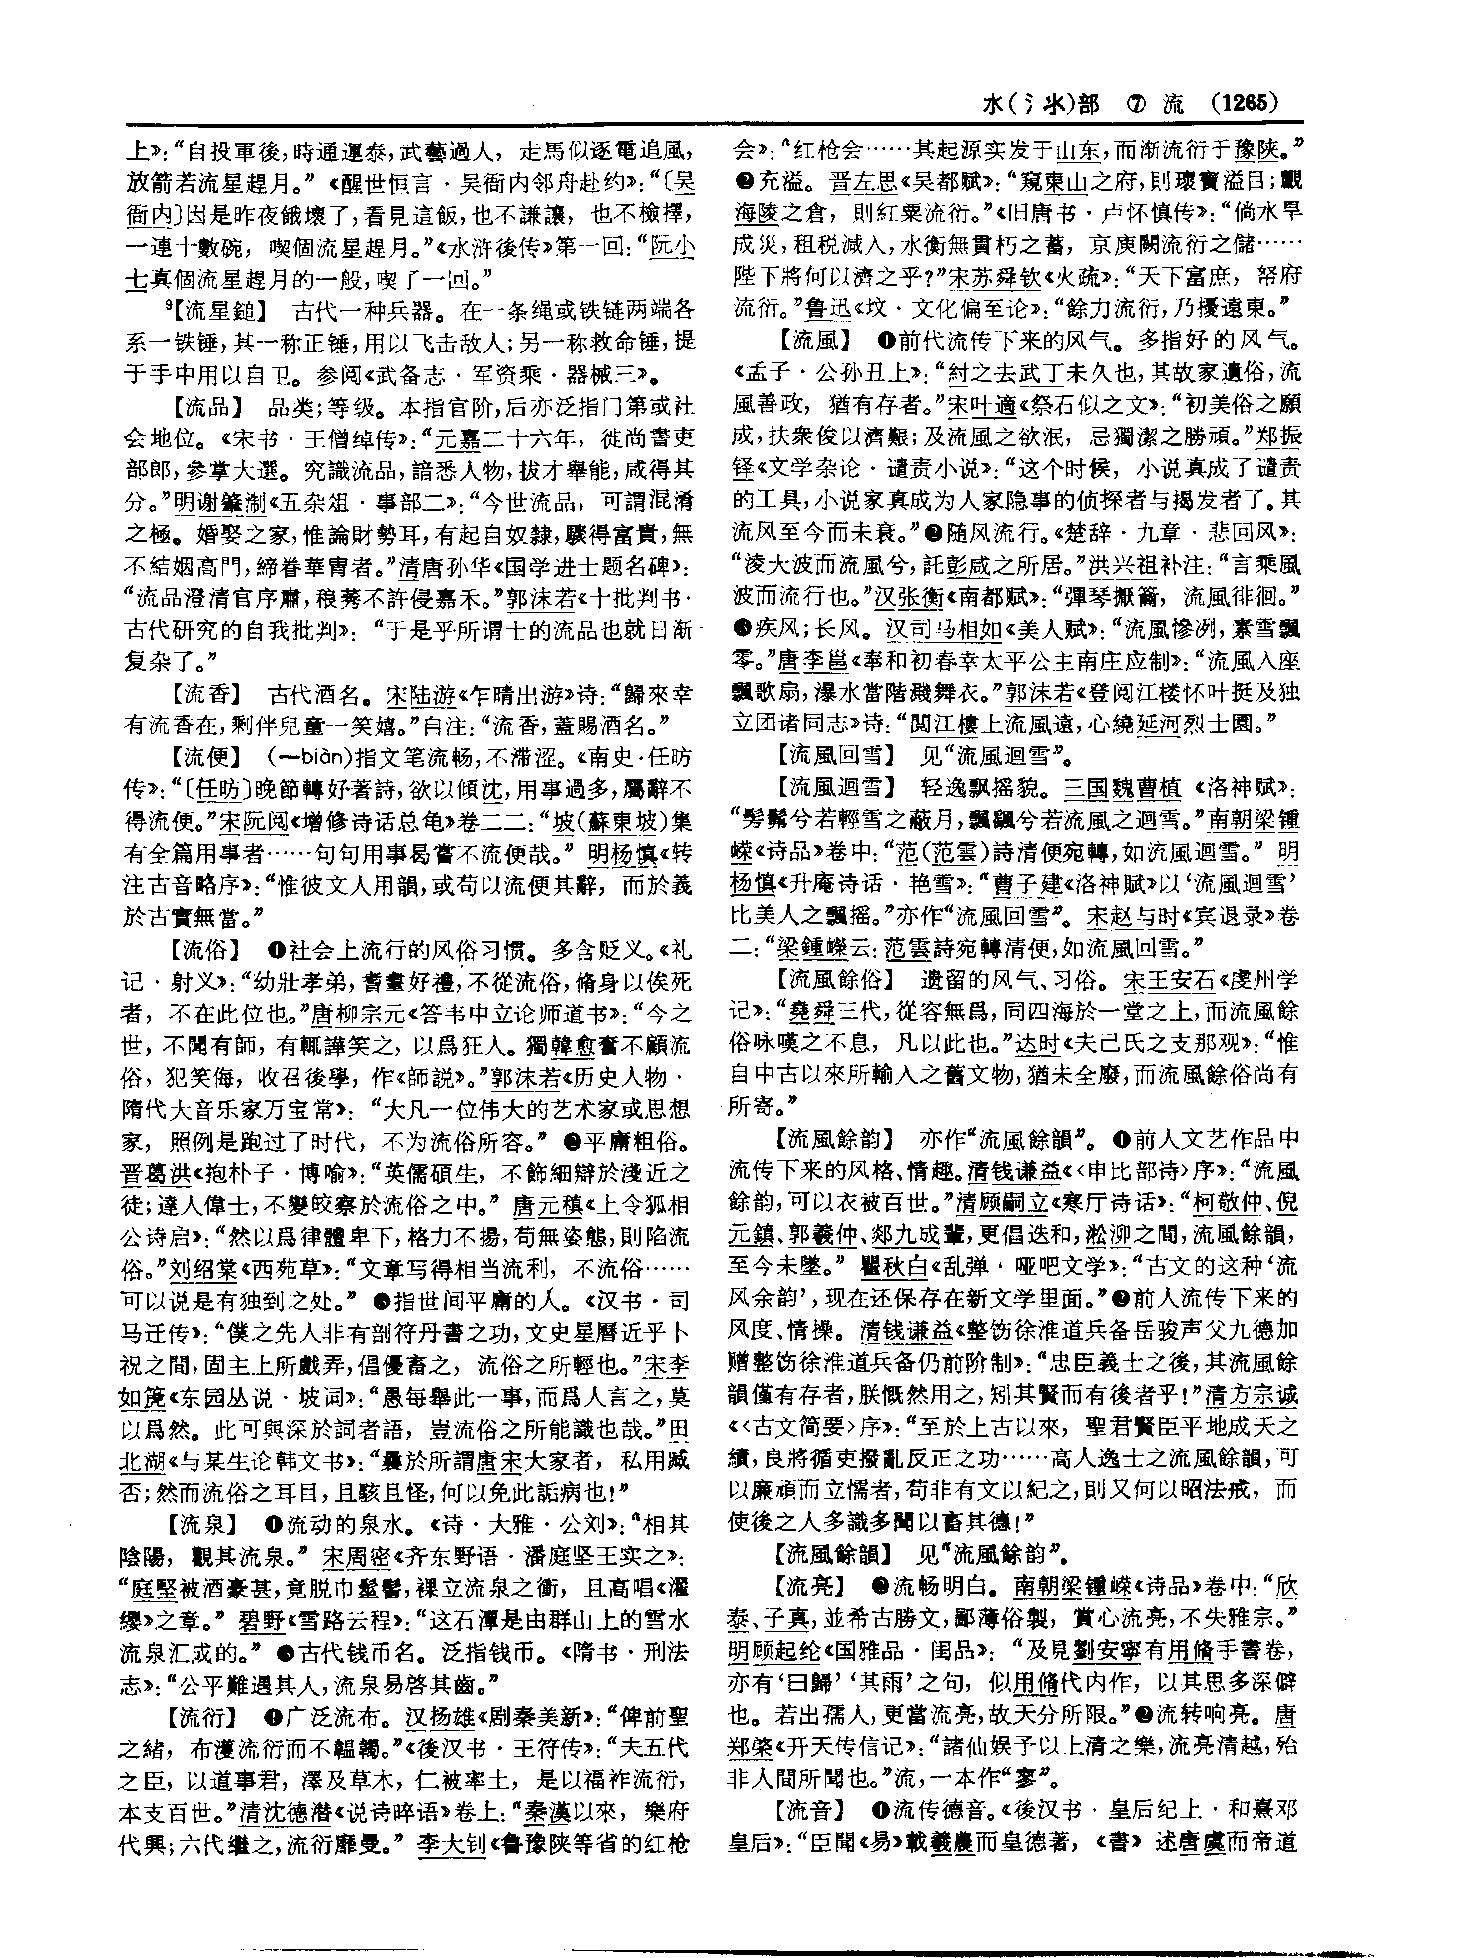 水(氵氺)部 ⑦ 流 (1265)
上》：“自投軍後，時通運泰，武藝過人，走馬似逐電追風，
放箭若流星趕月。”《醒世恒言·吴衙内邻舟赴约》：“〔吴
衙内〕因是昨夜餓壞了，看見這飯，也不謙讓，也不檢擇，
一連十數碗，喫個流星趕月。”《水浒後传》第一回：“阮小
七真個流星趕月的一般，喫了一回。”
⁹【流星鎚】 古代一种兵器。在一条绳或铁链两端各
系一铁锤，其一称正锤，用以飞击敌人；另一称救命锤，提
于手中用以自卫。参阅《武备志·军资乘·器械三》。
【流品】 品类；等级。本指官阶，后亦泛指门第或社
会地位。《宋书·王僧绰传》：“元嘉二十六年，徙尚書吏
部郎，參掌大選。究識流品，諳悉人物，拔才舉能，咸得其
分。”明谢肇淛《五杂俎·事部二》：“今世流品，可謂混淆
之極。婚娶之家，惟論財勢耳，有起自奴隸，驟得富貴，無
不結姻高門，締眷華胄者。”清唐孙华《国学进士题名碑》：
“流品澄清官序肅，稂莠不許侵嘉禾。”郭沫若《十批判书·
古代研究的自我批判》：“于是乎所谓士的流品也就日渐
复杂了。”
【流香】 古代酒名。宋陆游《乍晴出游》诗：“歸來幸
有流香在，剩伴兒童一笑嬉。”自注：“流香，蓋賜酒名。”
【流便】 （一biàn）指文笔流畅，不滞涩。《南史·任昉
传》：“〔任昉〕晚節轉好著詩，欲以傾沈，用事過多，屬辭不
得流便。”宋阮阅《增修诗话总龟》卷二二：“坡（蘇東坡）集
有全篇用事者……句句用事曷嘗不流便哉。”明杨慎《转
注古音略序》：“惟彼文人用韻，或苟以流便其辭，而於義
於古實無當。”
【流俗】 ❶社会上流行的风俗习惯。多含贬义。《礼
记·射义》：“幼壯孝弟，耆耋好禮，不從流俗，脩身以俟死
者，不在此位也。”唐柳宗元《答韦中立论师道书》：“今之
世，不聞有師，有輒譁笑之，以爲狂人。獨韓愈奮不顧流
俗，犯笑侮，收召後學，作《師説》。”郭沫若《历史人物·
隋代大音乐家万宝常》：“大凡一位伟大的艺术家或思想
家，照例是跑过了时代，不为流俗所容。”❷平庸粗俗。
晋葛洪《抱朴子·博喻》：“英儒碩生，不飾細辯於淺近之
徒；達人偉士，不變皎察於流俗之中。”唐元稹《上令狐相
公诗启》：“然以爲律體卑下，格力不揚，苟無姿態，則陷流
俗。”刘绍棠《西苑草》：“文章写得相当流利，不流俗……
可以说是有独到之处。”❸指世间平庸的人。《汉书·司
马迁传》：“僕之先人非有剖符丹書之功，文史星曆近乎卜
祝之間，固主上所戲弄，倡優畜之，流俗之所輕也。”宋李
如篪《东园丛说·坡词》：“愚每舉此一事，而爲人言之，莫
以爲然。此可與深於詞者語，豈流俗之所能識也哉。”田
北湖《与某生论韩文书》：“曩於所謂唐宋大家者，私用臧
否；然而流俗之耳目，且駭且怪，何以免此詬病也！”
【流泉】 ❶流动的泉水。《诗·大雅·公刘》：“相其
陰陽，觀其流泉。”宋周密《齐东野语·潘庭坚王实之》：
“庭堅被酒豪甚，竟脱巾髽髻，裸立流泉之衝，且高唱《濯
纓》之章。”碧野《雪路云程》：“这石潭是由群山上的雪水
流泉汇成的。”❷古代钱币名。泛指钱币。《隋书·刑法
志》：“公平難遇其人，流泉易啓其齒。”
【流衍】 ❶广泛流布。汉杨雄《剧秦美新》：“俾前聖
之緒，布濩流衍而不韞韣。”《後汉书·王符传》：“夫五代
之臣，以道事君，澤及草木，仁被率土，是以福祚流衍，
本支百世。”清沈德潜《说诗晬语》卷上：“秦漢以來，樂府
代興；六代繼之，流衍靡曼。”李大钊《鲁豫陕等省的红枪
会》：“红枪会……其起源实发于山东，而渐流衍于豫陕。”
❷充溢。晋左思《吴都赋》：“窺東山之府，則瓌寶溢目；覿
海陵之倉，則紅粟流衍。”《旧唐书·卢怀慎传》：“倘水旱
成災，租税減入，水衡無貫朽之蓄，京庾闕流衍之儲……
陛下將何以濟之乎？”宋苏舜钦《火疏》：“天下富庶，帑府
流衍。”鲁迅《坟·文化偏至论》：“餘力流衍，乃擾遠東。”
【流風】 ❶前代流传下来的风气。多指好的风气。
《孟子·公孙丑上》：“紂之去武丁未久也，其故家遺俗，流
風善政，猶有存者。”宋叶適《祭石似之文》：“初美俗之願
成，扶衆俊以濟艱；及流風之欲泯，忌獨潔之勝頑。”郑振
铎《文学杂论·谴责小说》：“这个时候，小说真成了谴责
的工具，小说家真成为人家隐事的侦探者与揭发者了。其
流风至今而未衰。”❷随风流行。《楚辞·九章·悲回风》：
“淩大波而流風兮，託彭咸之所居。”洪兴祖补注：“言乘風
波而流行也。”汉张衡《南都赋》：“彈琴擫籥，流風徘徊。”
❸疾风；长风。汉司马相如《美人赋》：“流風慘冽，素雪飄
零。”唐李邕《奉和初春幸太平公主南庄应制》：“流風入座
飄歌扇，瀑水當階濺舞衣。”郭沫若《登阅江楼怀叶挺及独
立团诸同志》诗：“閲江樓上流風遠，心繞延河烈士園。”
【流風回雪】 见“流風迴雪”。
【流風迴雪】 轻逸飘摇貌。三国魏曹植《洛神赋》：
“髣髴兮若輕雲之蔽月，飄颻兮若流風之迴雪。”南朝梁锺
嵘《诗品》卷中：“范（范雲）詩清便宛轉，如流風迴雪。”明
杨慎《升庵诗话·艳雪》：“曹子建《洛神賦》以‘流風迴雪’
比美人之飄摇。”亦作“流風回雪”。宋赵与时《宾退录》卷
二：“梁鍾嶸云：范雲詩宛轉清便，如流風回雪。”
【流風餘俗】 遗留的风气、习俗。宋王安石《虔州学
记》：“堯舜三代，從容無爲，同四海於一堂之上，而流風餘
俗咏嘆之不息，凡以此也。”达时《夫己氏之支那观》：“惟
自中古以來所輸入之舊文物，猶未全廢，而流風餘俗尚有
所寄。”
【流風餘韵】 亦作“流風餘韻”。❶前人文艺作品中
流传下来的风格、情趣。清钱谦益《〈申比部诗〉序》：“流風
餘韵，可以衣被百世。”清顾嗣立《寒厅诗话》：“柯敬仲、倪
元鎮、郭羲仲、郯九成輩，更倡迭和，淞泖之間，流風餘韻，
至今未墜。”瞿秋白《乱弹·哑吧文学》：“古文的这种‘流
风余韵’，现在还保存在新文学里面。”❷前人流传下来的
风度、情操。清钱谦益《整饬徐淮道兵备岳骏声父九德加
赠整饬徐淮道兵备仍前阶制》：“忠臣義士之後，其流風餘
韻僅有存者，朕慨然用之，矧其賢而有後者乎！”清方宗诚
《〈古文简要〉序》：“至於上古以來，聖君賢臣平地成天之
績，良將循吏撥亂反正之功……高人逸士之流風餘韻，可
以廉頑而立懦者，苟非有文以紀之，則又何以昭法戒，而
使後之人多識多聞以畜其德！”
【流風餘韻】 见“流風餘韵”。
【流亮】 ❶流畅明白。南朝梁锺嵘《诗品》卷中：“欣
泰、子真，並希古勝文，鄙薄俗製，賞心流亮，不失雅宗。”
明顾起纶《国雅品·闺品》：“及見劉安寧有用脩手書卷，
亦有‘曰歸’‘其雨’之句，似用脩代内作，以其思多深僻
也。若出孺人，更當流亮，故天分所限。”❷流转响亮。唐
郑棨《开天传信记》：“諸仙娱予以上清之樂，流亮清越，殆
非人間所聞也。”流，一本作“寥”。
【流音】 ❶流传德音。《後汉书·皇后纪上·和熹邓
皇后》：“臣聞《易》載羲農而皇德著，《書》述唐虞而帝道